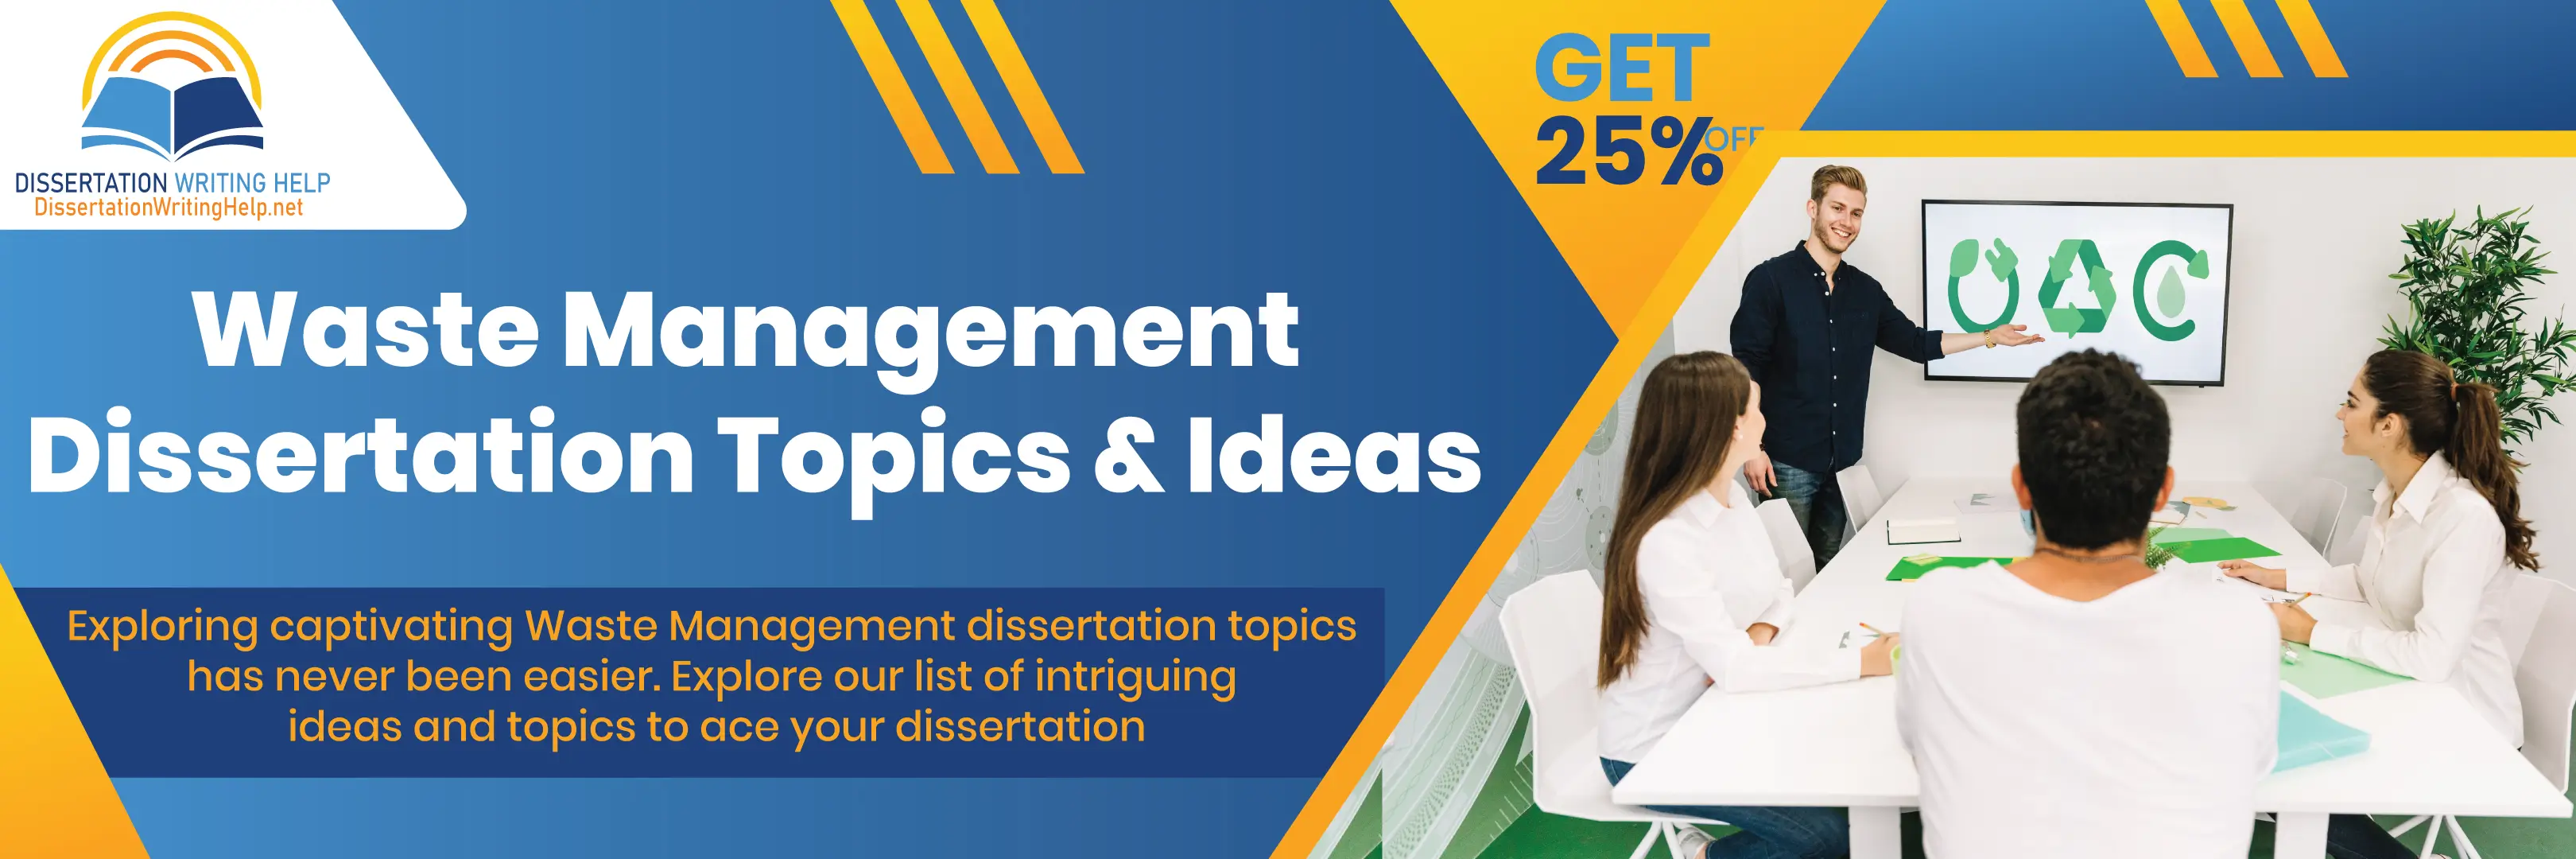 DISSERTATION WRITING HELP
DissertationWritingHelp.net
GET
25% OFF
Waste Management
Dissertation Topics & Ideas
Exploring captivating Waste Management dissertation topics
has never been easier. Explore our list of intriguing
ideas and topics to ace your dissertation